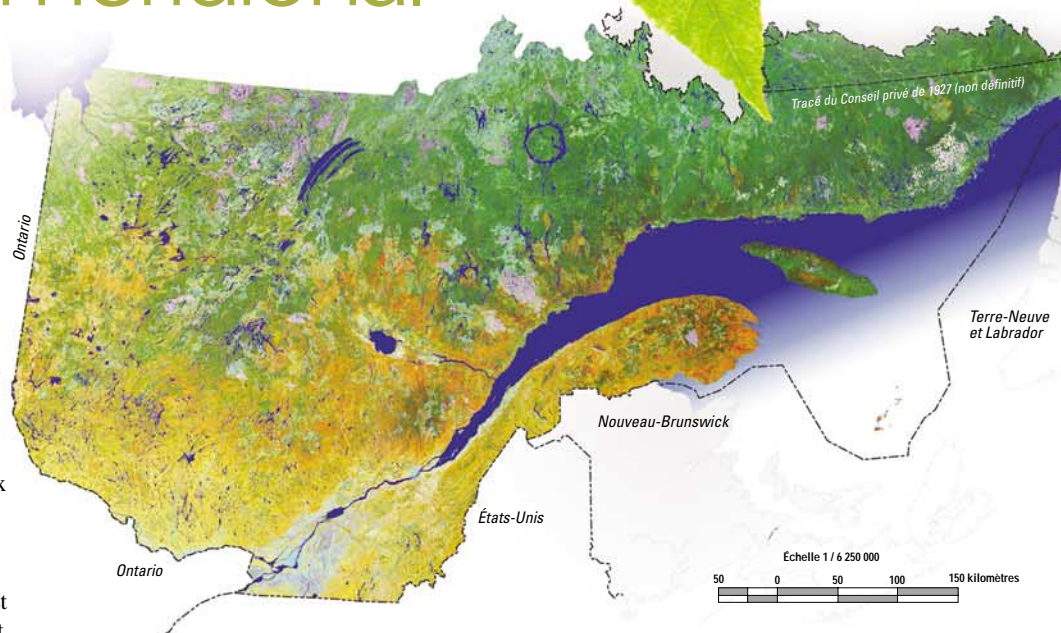 Tracé du Conseil privé de 1927 (non définitif)
Ontario
Terre-Neuve
et Labrador
Nouveau-Brunswick
États-Unis
Ontario
Échelle 1 / 6 250 000
50 0 50 100 150 kilomètres